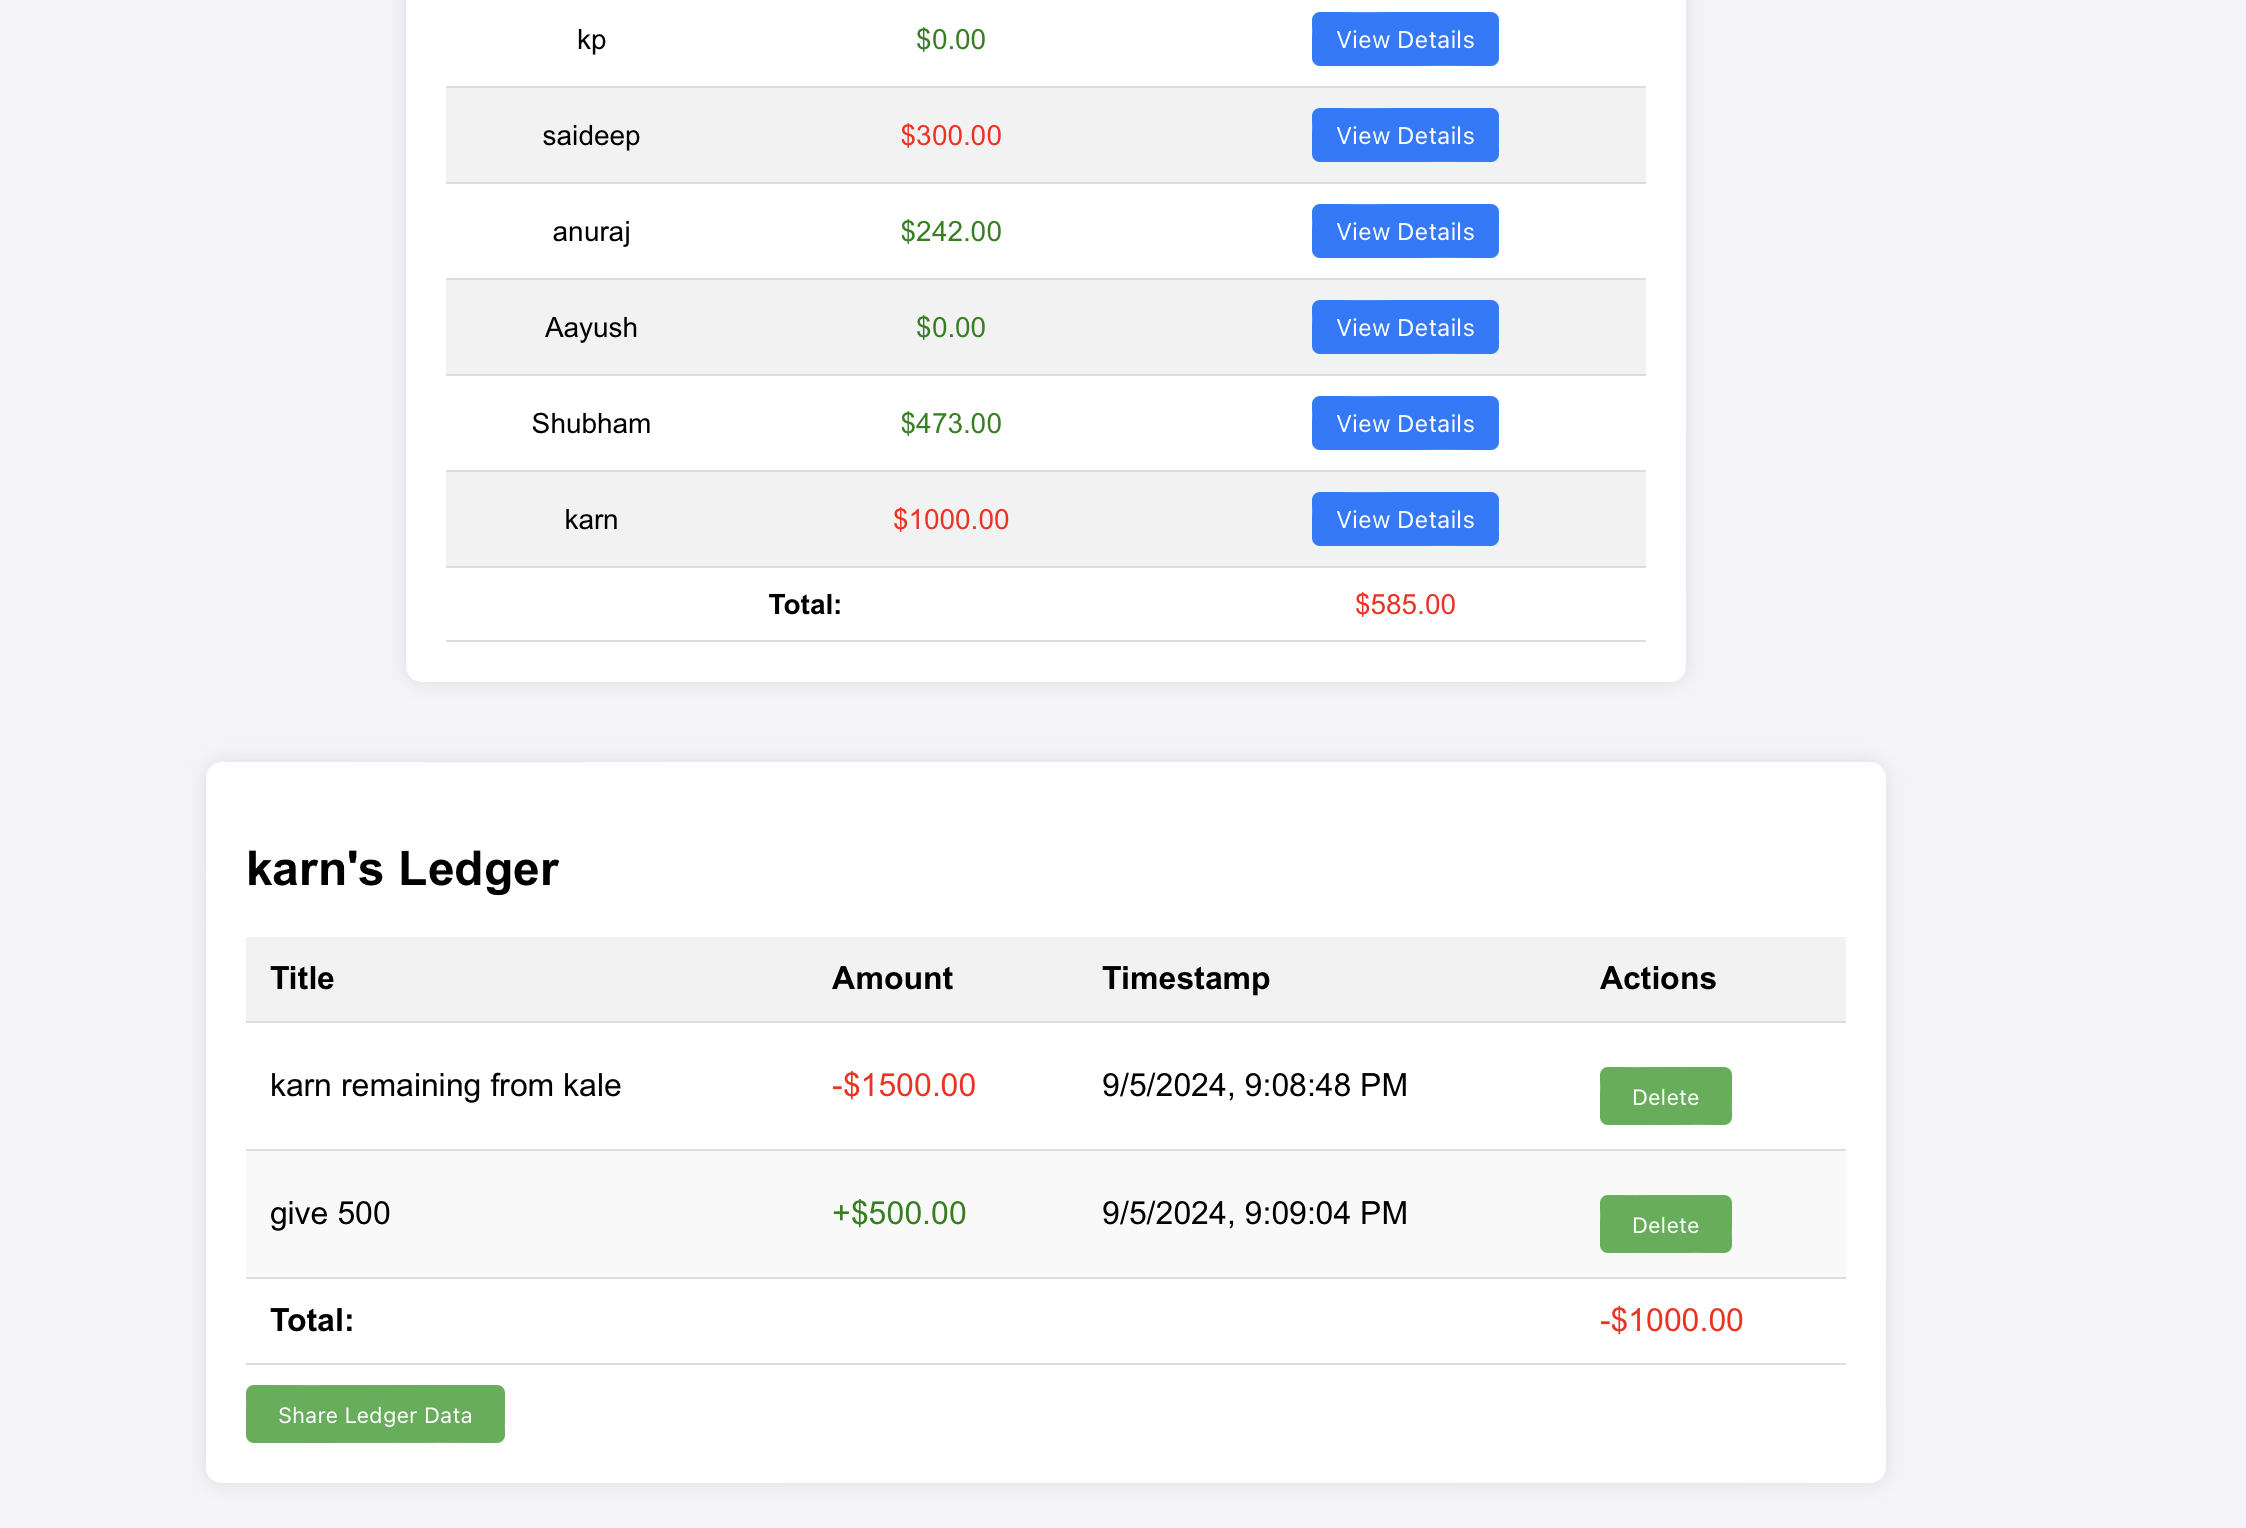 kp $0.00 View Details
saideep $300.00 View Details
anuraj $242.00 View Details
Aayush $0.00 View Details
Shubham $473.00 View Details
karn $1000.00 View Details
Total: $585.00
karn's Ledger
Title Amount Timestamp Actions
karn remaining from kale -$1500.00 9/5/2024, 9:08:48 PM Delete
give 500 +$500.00 9/5/2024, 9:09:04 PM Delete
Total: -$1000.00
Share Ledger Data